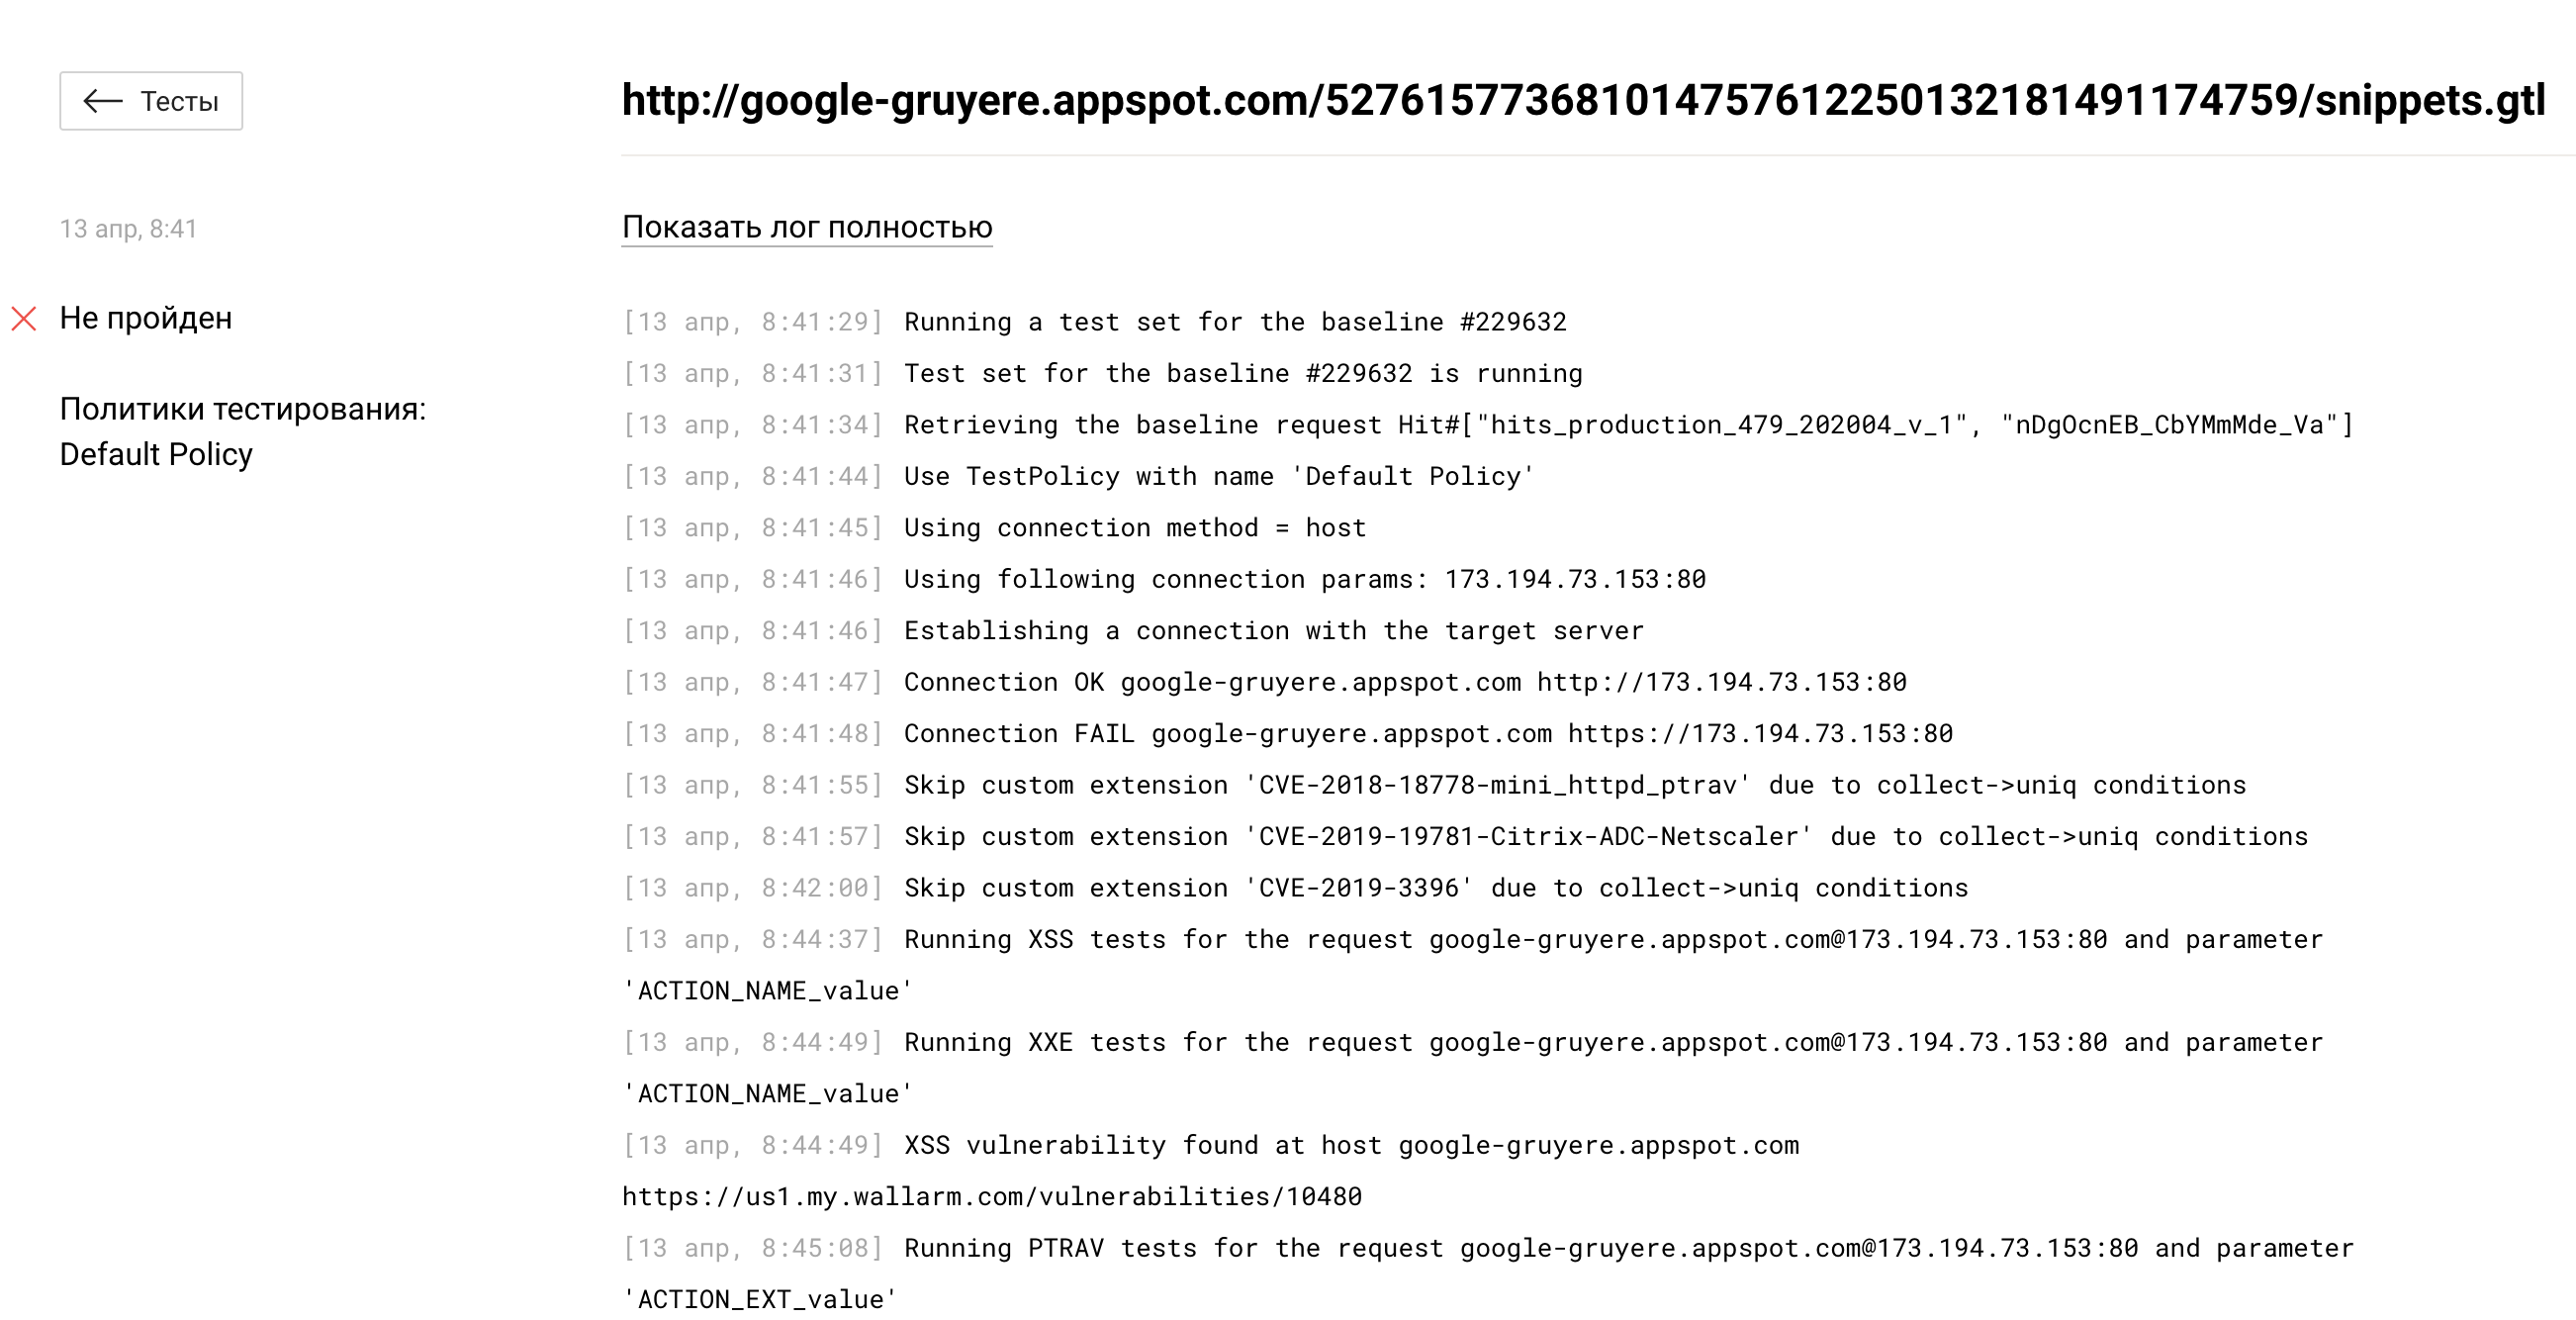 ← Тесты
http://google-gruyere.appspot.com/527615773681014757612250132181491174759/snippets.gtl
13 апр, 8:41
Показать лог полностью
Не пройден
Политики тестирования:
Default Policy
[13 апр, 8:41:29] Running a test set for the baseline #229632
[13 апр, 8:41:31] Test set for the baseline #229632 is running
[13 апр, 8:41:34] Retrieving the baseline request Hit#["hits_production_479_202004_v_1", "nDgOcnEB_CbYMmMde_Va"]
[13 апр, 8:41:44] Use TestPolicy with name 'Default Policy'
[13 апр, 8:41:45] Using connection method = host
[13 апр, 8:41:46] Using following connection params: 173.194.73.153:80
[13 апр, 8:41:46] Establishing a connection with the target server
[13 апр, 8:41:47] Connection OK google-gruyere.appspot.com http://173.194.73.153:80
[13 апр, 8:41:48] Connection FAIL google-gruyere.appspot.com https://173.194.73.153:80
[13 апр, 8:41:55] Skip custom extension 'CVE-2018-18778-mini_httpd_ptrav' due to collect->uniq conditions
[13 апр, 8:41:57] Skip custom extension 'CVE-2019-19781-Citrix-ADC-Netscaler' due to collect->uniq conditions
[13 апр, 8:42:00] Skip custom extension 'CVE-2019-3396' due to collect->uniq conditions
[13 апр, 8:44:37] Running XSS tests for the request google-gruyere.appspot.com@173.194.73.153:80 and parameter
'ACTION_NAME_value'
[13 апр, 8:44:49] Running XXE tests for the request google-gruyere.appspot.com@173.194.73.153:80 and parameter
'ACTION_NAME_value'
[13 апр, 8:44:49] XSS vulnerability found at host google-gruyere.appspot.com
https://us1.my.wallarm.com/vulnerabilities/10480
[13 апр, 8:45:08] Running PTRAV tests for the request google-gruyere.appspot.com@173.194.73.153:80 and parameter
'ACTION_EXT_value'